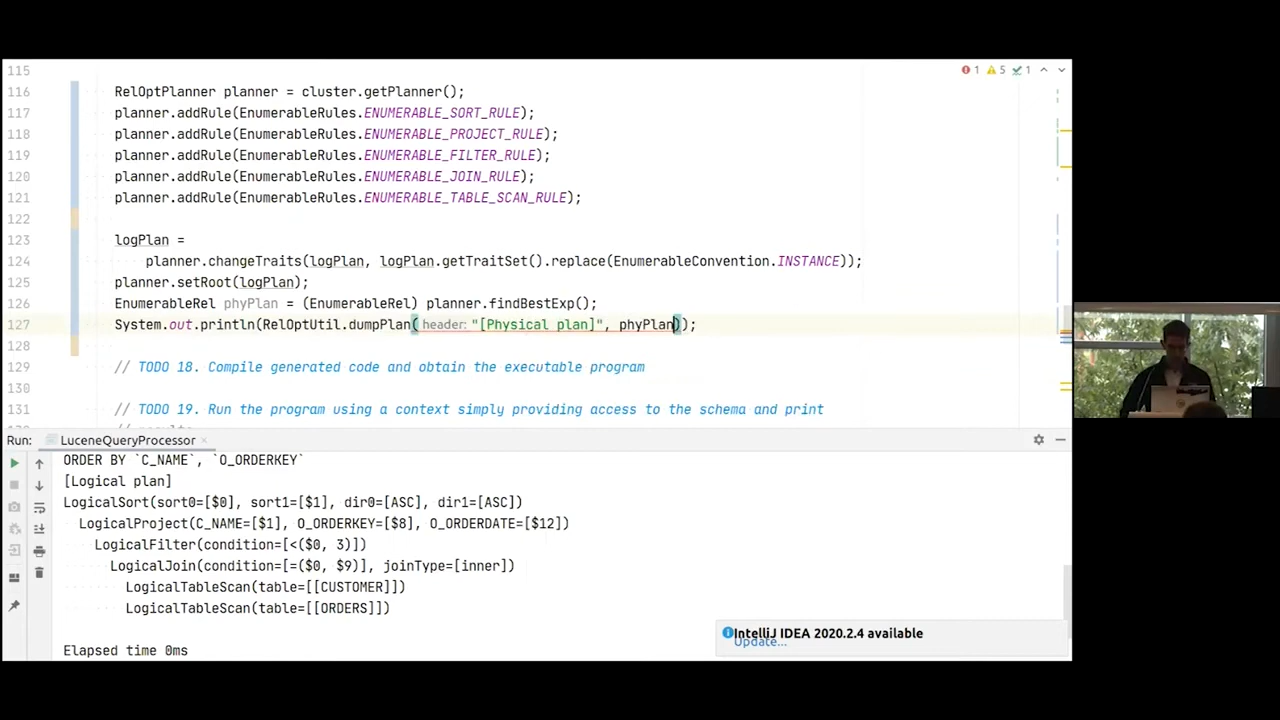 115
1 5 1
116 RelOptPlanner planner = cluster.getPlanner();
117 planner.addRule(EnumerableRules.ENUMERABLE_SORT_RULE);
118 planner.addRule(EnumerableRules.ENUMERABLE_PROJECT_RULE);
119 planner.addRule(EnumerableRules.ENUMERABLE_FILTER_RULE);
120 planner.addRule(EnumerableRules.ENUMERABLE_JOIN_RULE);
121 planner.addRule(EnumerableRules.ENUMERABLE_TABLE_SCAN_RULE);
122
123 logPlan =
124 planner.changeTraits(logPlan, logPlan.getTraitSet().replace(EnumerableConvention.INSTANCE));
125 planner.setRoot(logPlan);
126 EnumerableRel phyPlan = (EnumerableRel) planner.findBestExp();
127 System.out.println(RelOptUtil.dumpPlan( header: "[Physical plan]", phyPlan));
128
129 // TODO 18. Compile generated code and obtain the executable program
130
131 // TODO 19. Run the program using a context simply providing access to the schema and print
Run: LuceneQueryProcessor ×
ORDER BY `C_NAME`, `O_ORDERKEY`
[Logical plan]
LogicalSort(sort0=[$0], sort1=[$1], dir0=[ASC], dir1=[ASC])
LogicalProject(C_NAME=[$1], O_ORDERKEY=[$8], O_ORDERDATE=[$12])
LogicalFilter(condition=[<($0, 3)])
LogicalJoin(condition=[=($0, $9)], joinType=[inner])
LogicalTableScan(table=[[CUSTOMER]])
LogicalTableScan(table=[[ORDERS]])
IntelliJ IDEA 2020.2.4 available
Update...
Elapsed time 0ms